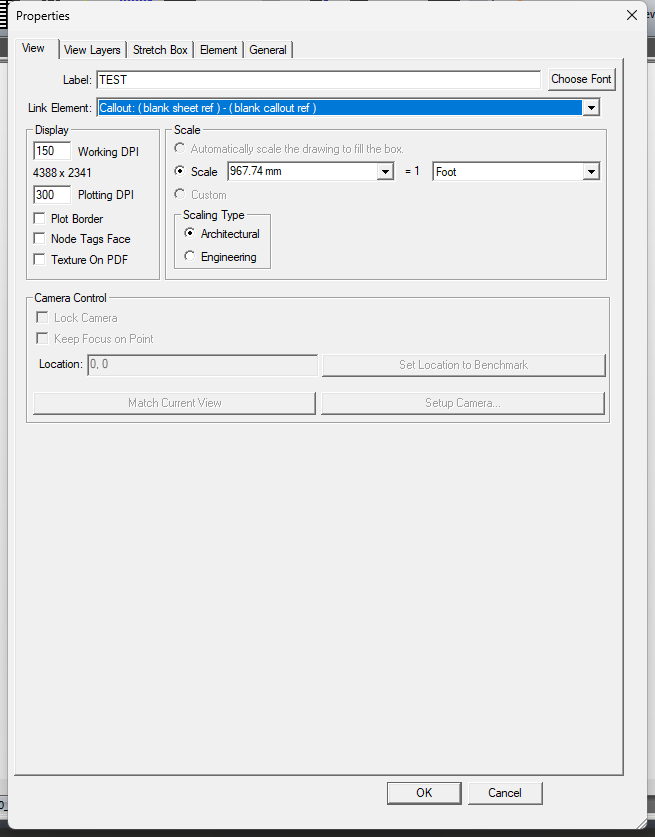 Properties
View View Layers Stretch Box Element General
Label: TEST Choose Font
Link Element: Callout: ( blank sheet ref ) - ( blank callout ref )
Display
150 Working DPI
4388 x 2341
300 Plotting DPI
Plot Border
Node Tags Face
Texture On PDF
Scale
Automatically scale the drawing to fill the box.
Scale 967.74 mm = 1 Foot
Custom
Scaling Type
Architectural
Engineering
Camera Control
Lock Camera
Keep Focus on Point
Location: 0, 0 Set Location to Benchmark
Match Current View Setup Camera...
OK Cancel